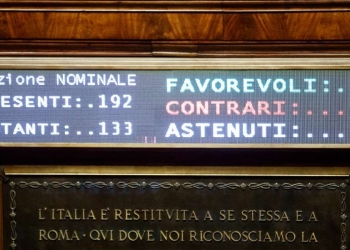 zione NOMINALE
FAVOREVOLI:.
ESENTI:..192
CONTRARI:...
TANTI:...133
ASTENUTI:...
L'ITALIA E' RESTITVITA A SE STESSA E A
ROMA - QVI DOVE NOI RICONOSCIAMO LA